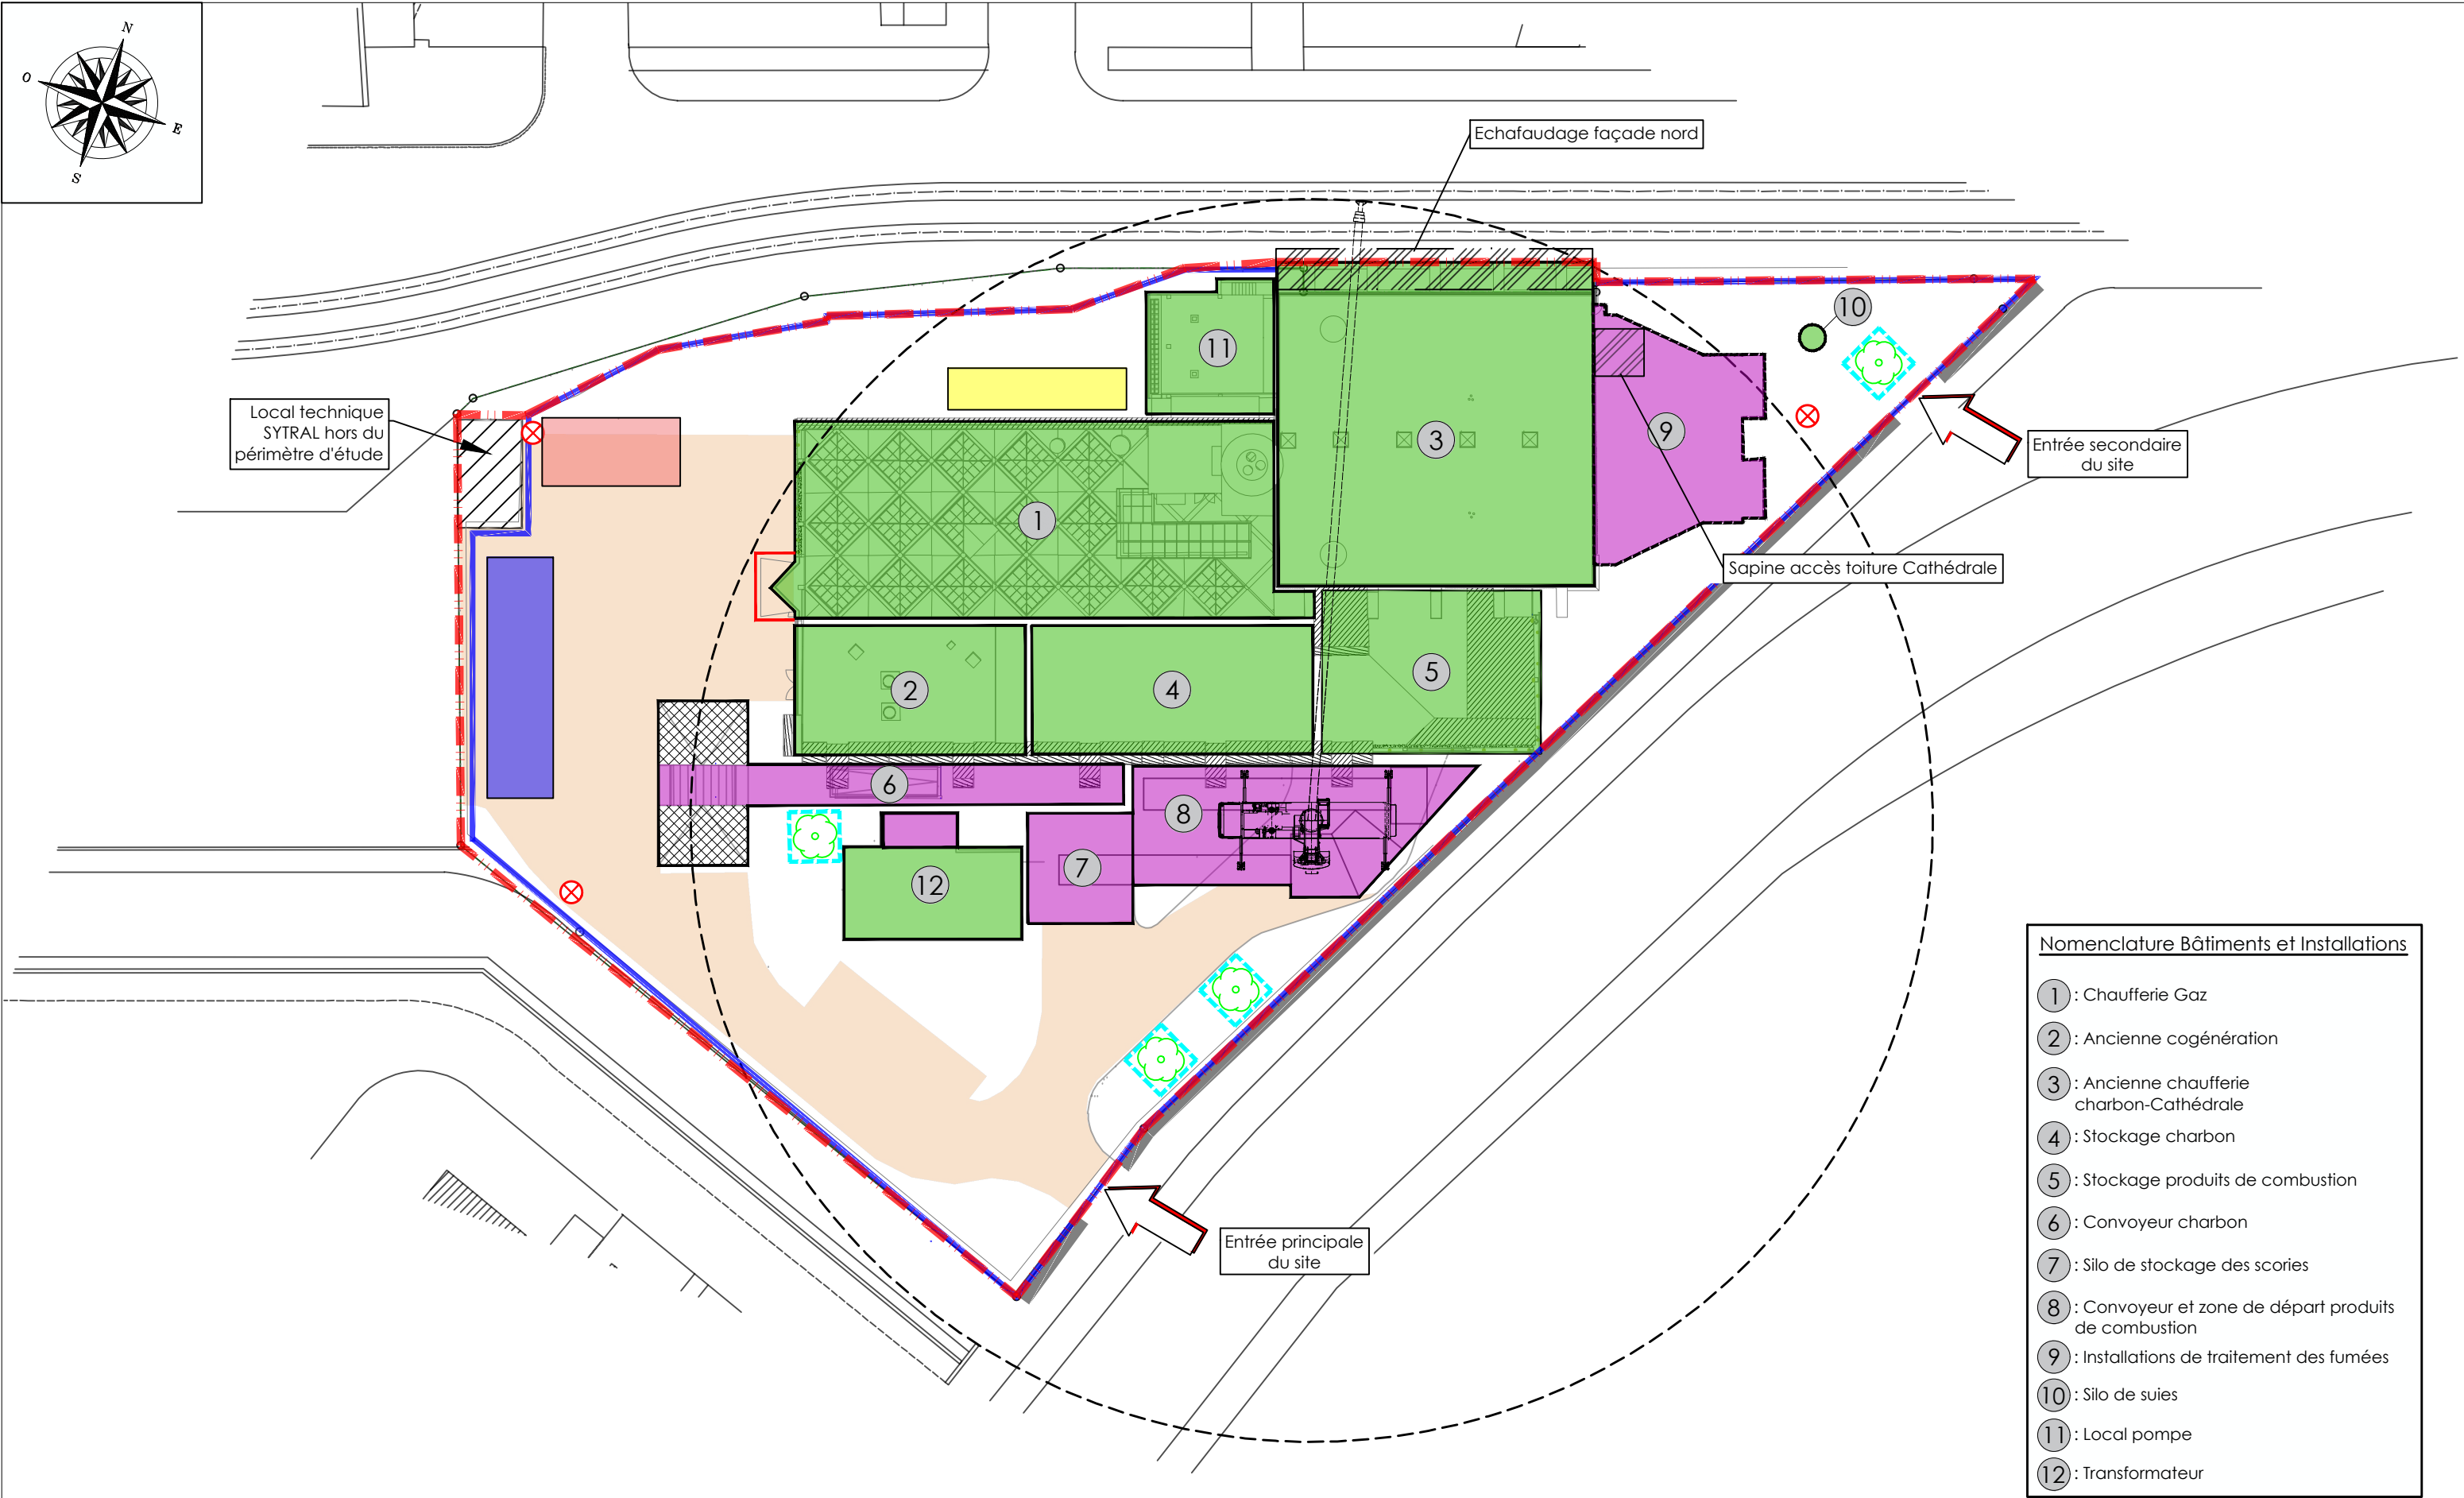 N
O
E
S
Echafaudage façade nord
10
11
Local technique
SYTRAL hors du
périmètre d'étude
3
9
Entrée secondaire
du site
1
Sapine accès toiture Cathédrale
2
4
5
6
8
7
12
Entrée principale
du site
Nomenclature Bâtiments et Installations
1 : Chaufferie Gaz
2 : Ancienne cogénération
3 : Ancienne chaufferie
charbon-Cathédrale
4 : Stockage charbon
5 : Stockage produits de combustion
6 : Convoyeur charbon
7 : Silo de stockage des scories
8 : Convoyeur et zone de départ produits
de combustion
9 : Installations de traitement des fumées
10 : Silo de suies
11 : Local pompe
12 : Transformateur